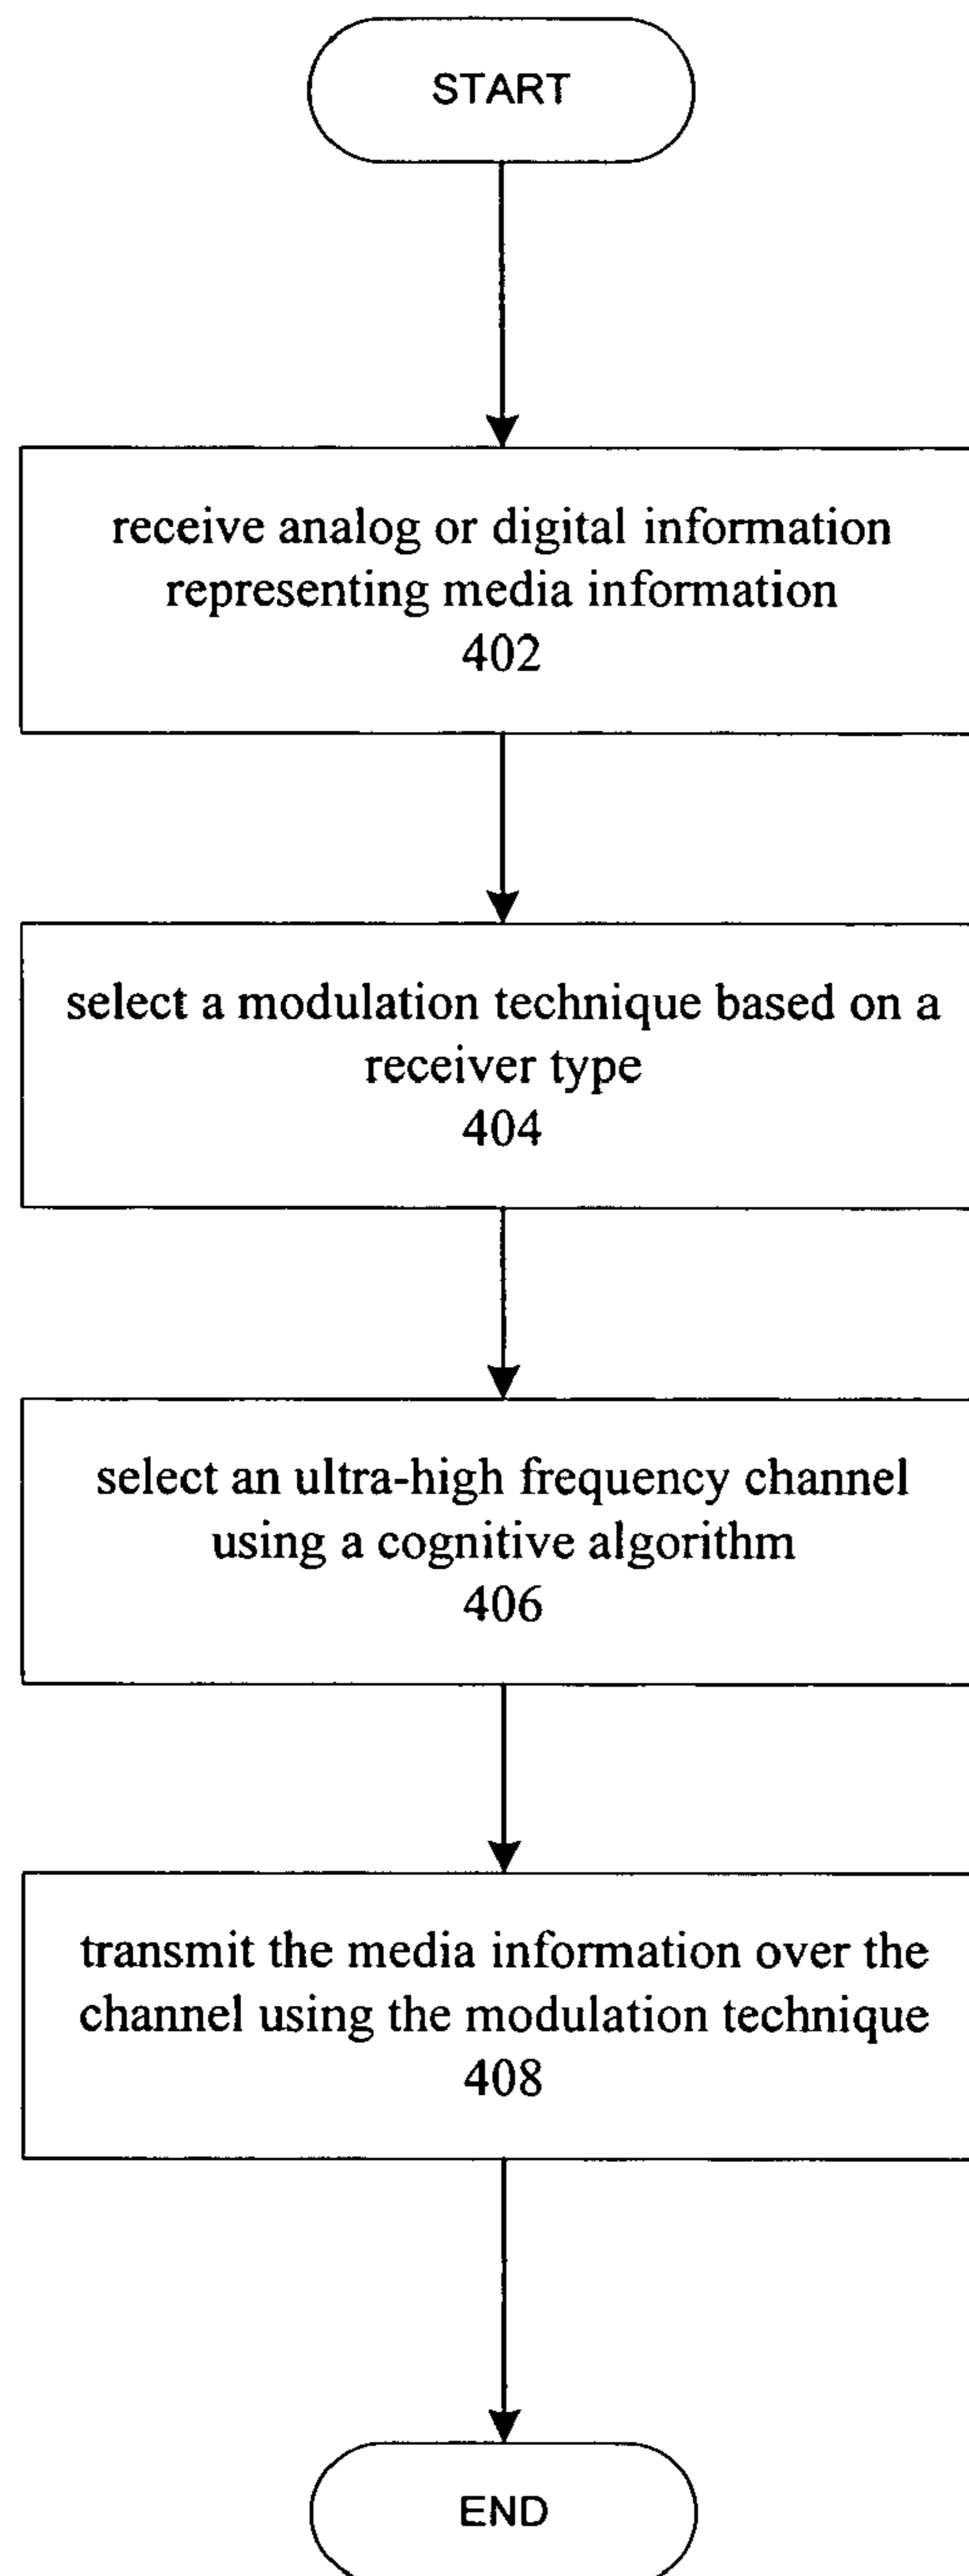 START
receive analog or digital information
representing media information
402
select a modulation technique based on a
receiver type
404
select an ultra-high frequency channel
using a cognitive algorithm
406
transmit the media information over the
channel using the modulation technique
408
END